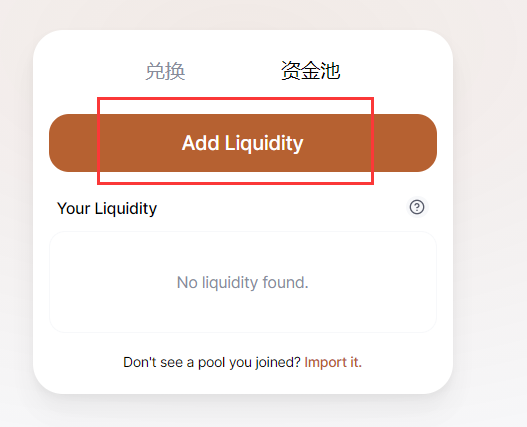 兑换 资金池
Add Liquidity
Your Liquidity
No liquidity found.
Don't see a pool you joined? Import it.